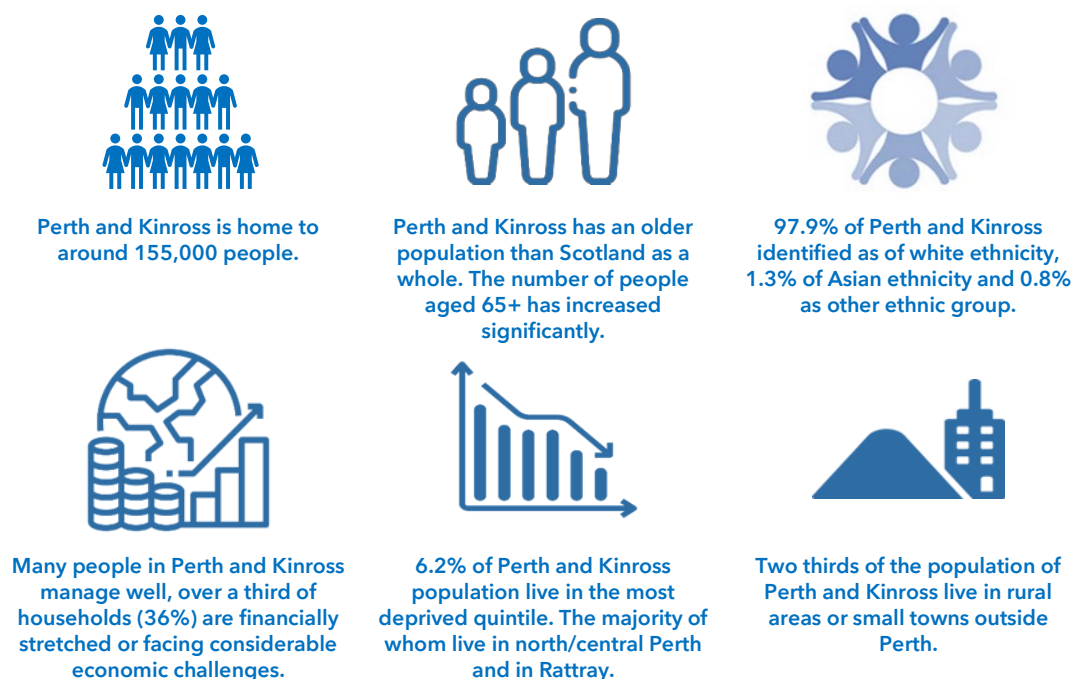 Perth and Kinross is home to
around 155,000 people.
Perth and Kinross has an older
population than Scotland as a
whole. The number of people
aged 65+ has increased
significantly.
97.9% of Perth and Kinross
identified as of white ethnicity,
1.3% of Asian ethnicity and 0.8%
as other ethnic group.
Many people in Perth and Kinross
manage well, over a third of
households (36%) are financially
stretched or facing considerable
economic challenges.
6.2% of Perth and Kinross
population live in the most
deprived quintile. The majority of
whom live in north/central Perth
and in Rattray.
Two thirds of the population of
Perth and Kinross live in rural
areas or small towns outside
Perth.